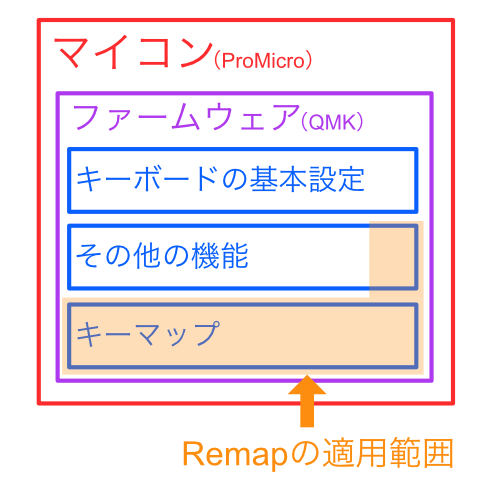 マイコン(ProMicro)
ファームウェア(QMK)
キーボードの基本設定
その他の機能
キーマップ
Remapの適用範囲